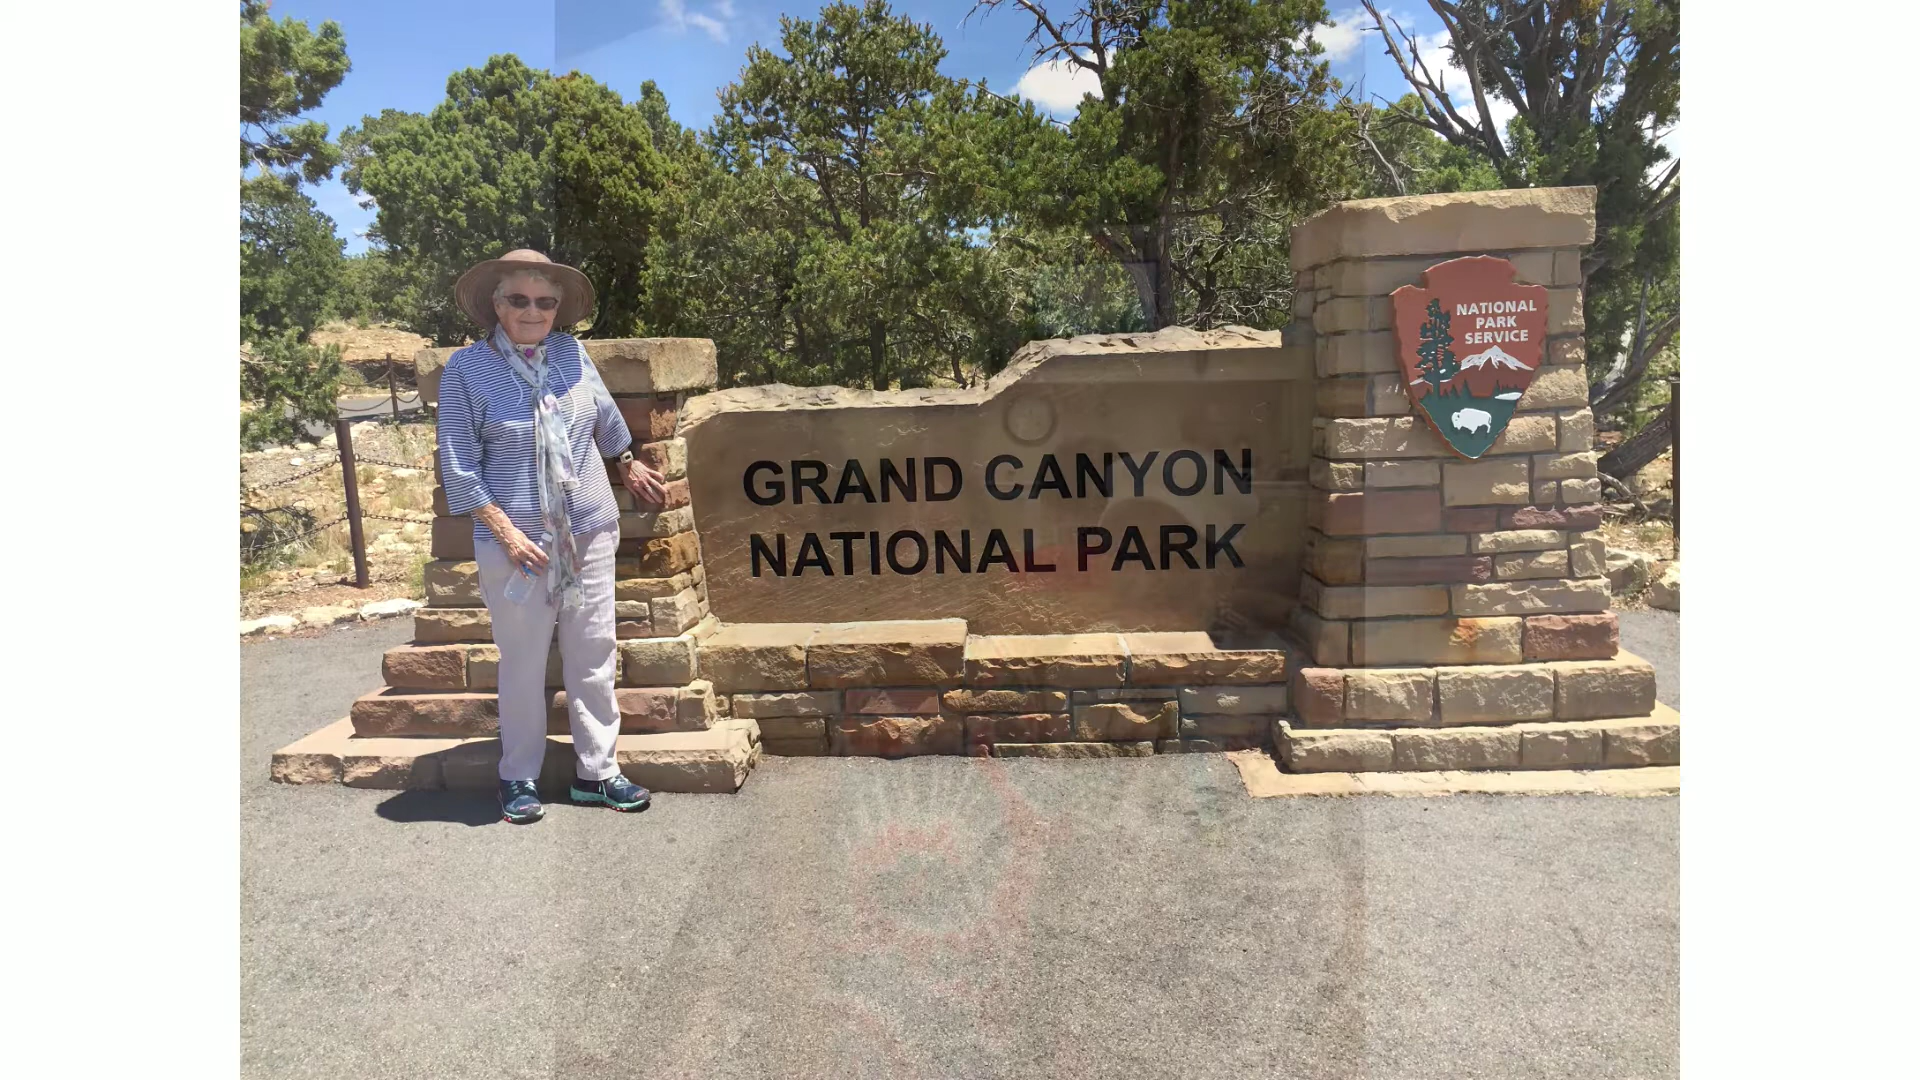 GRAND CANYON
NATIONAL PARK
NATIONAL
PARK
SERVICE